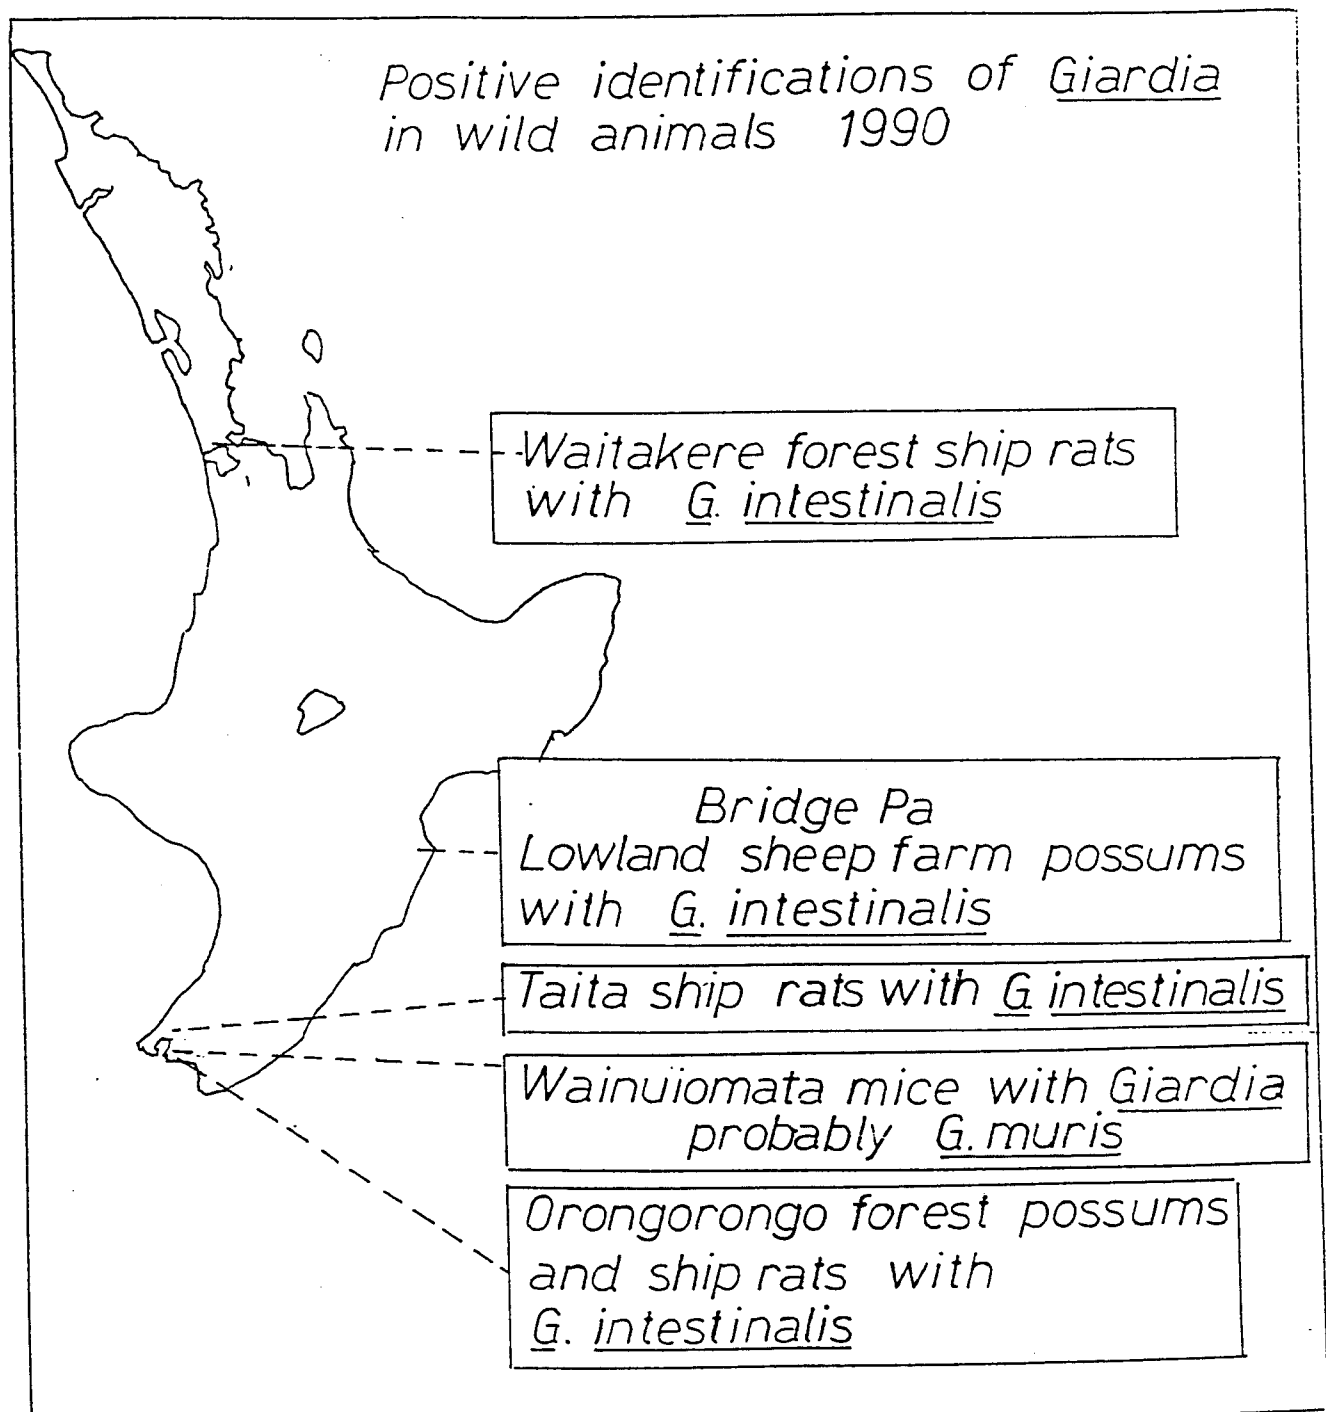 Positive identifications of Giardia
in wild animals 1990
Waitakere forest ship rats
with G. intestinalis
Bridge Pa
Lowland sheep farm possums
with G. intestinalis
Taita ship rats with G intestinalis
Wainuiomata mice with Giardia
probably G. muris
Orongorongo forest possums
and ship rats with
G. intestinalis